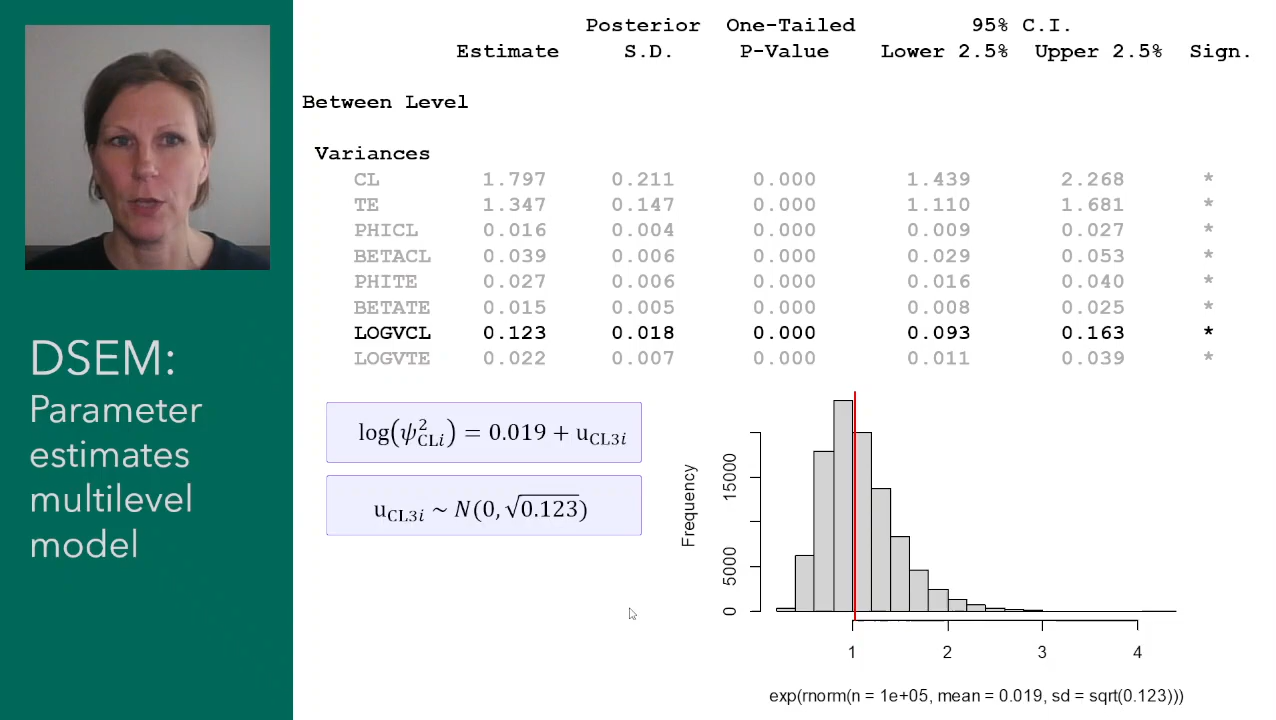 DSEM:
Parameter
estimates
multilevel
model
Posterior One-Tailed 95% C.I.
Estimate S.D. P-Value Lower 2.5% Upper 2.5% Sign.
Between Level
Variances
CL 1.797 0.211 0.000 1.439 2.268 *
TE 1.347 0.147 0.000 1.110 1.681 *
PHICL 0.016 0.004 0.000 0.009 0.027 *
BETACL 0.039 0.006 0.000 0.029 0.053 *
PHITE 0.027 0.006 0.000 0.016 0.040 *
BETATE 0.015 0.005 0.000 0.008 0.025 *
LOGVCL 0.123 0.018 0.000 0.093 0.163 *
LOGVTE 0.022 0.007 0.000 0.011 0.039 *
log(ψ²CLi) = 0.019 + uCL3i
uCL3i ~ N(0, √0.123)
Frequency
15000
5000
0
1 2 3 4
exp(rnorm(n = 1e+05, mean = 0.019, sd = sqrt(0.123)))